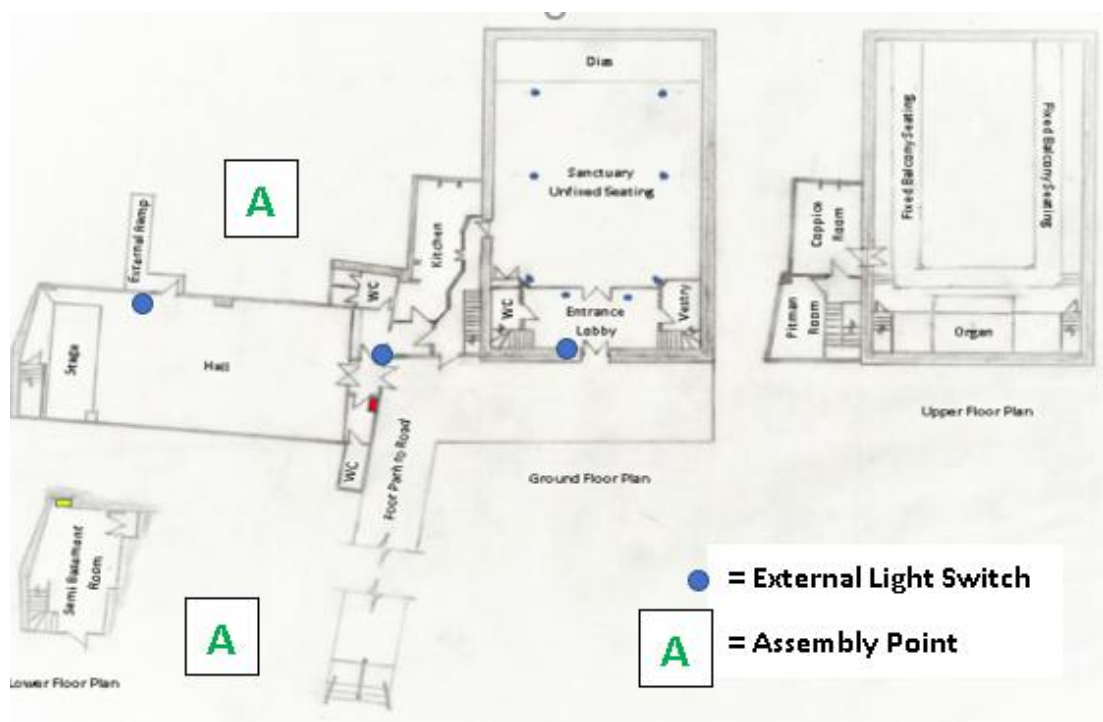 Dias
Sanctuary
Unfixed Seating
A
External Ramp
Kitchen
WC
WC
Entrance
Lobby
Vestry
Stage
Hall
WC
Foot Path to Road
Ground Floor Plan
Fixed Balcony Seating
Fixed Balcony Seating
Coppice
Room
Pitman
Room
Organ
Upper Floor Plan
Semi Basement
Room
A
Lower Floor Plan
= External Light Switch
A
= Assembly Point